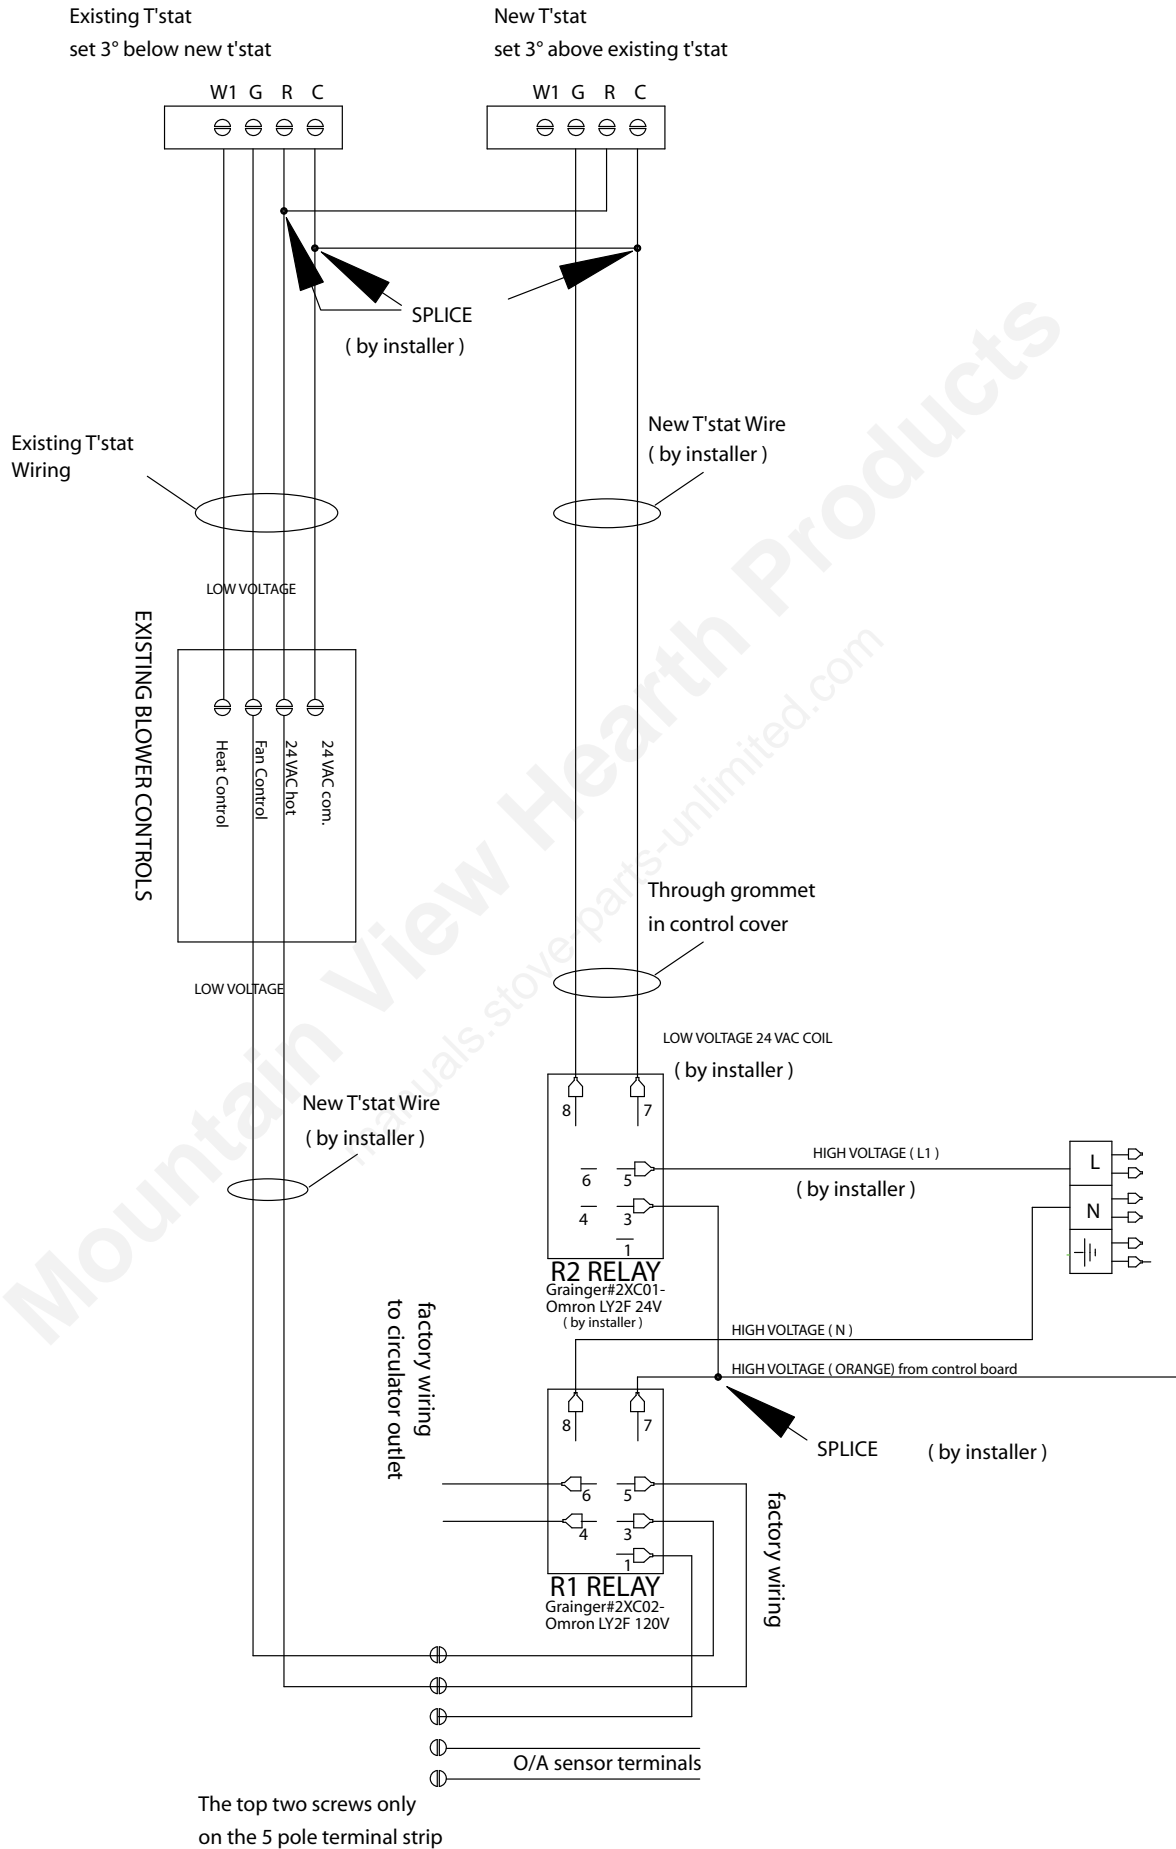 Existing T'stat
set 3° below new t'stat
New T'stat
set 3° above existing t'stat
W1 G R C
W1 G R C
SPLICE
( by installer )
Existing T'stat
Wiring
New T'stat Wire
( by installer )
LOW VOLTAGE
EXISTING BLOWER CONTROLS
Heat Control
Fan Control
24 VAC hot
24 VAC com.
LOW VOLTAGE
Through grommet
in control cover
LOW VOLTAGE 24 VAC COIL
( by installer )
New T'stat Wire
( by installer )
8 7
6 5
4 3
1
R2 RELAY
Grainger#2XC01-
Omron LY2F 24V
( by installer )
HIGH VOLTAGE ( L1 )
( by installer )
L
N
HIGH VOLTAGE ( N )
HIGH VOLTAGE ( ORANGE) from control board
SPLICE ( by installer )
factory wiring
to circulator outlet
8 7
6 5
4 3
1
R1 RELAY
Grainger#2XC02-
Omron LY2F 120V
factory wiring
O/A sensor terminals
The top two screws only
on the 5 pole terminal strip
Mountain View Hearth Products
manuals.stove-parts-unlimited.com